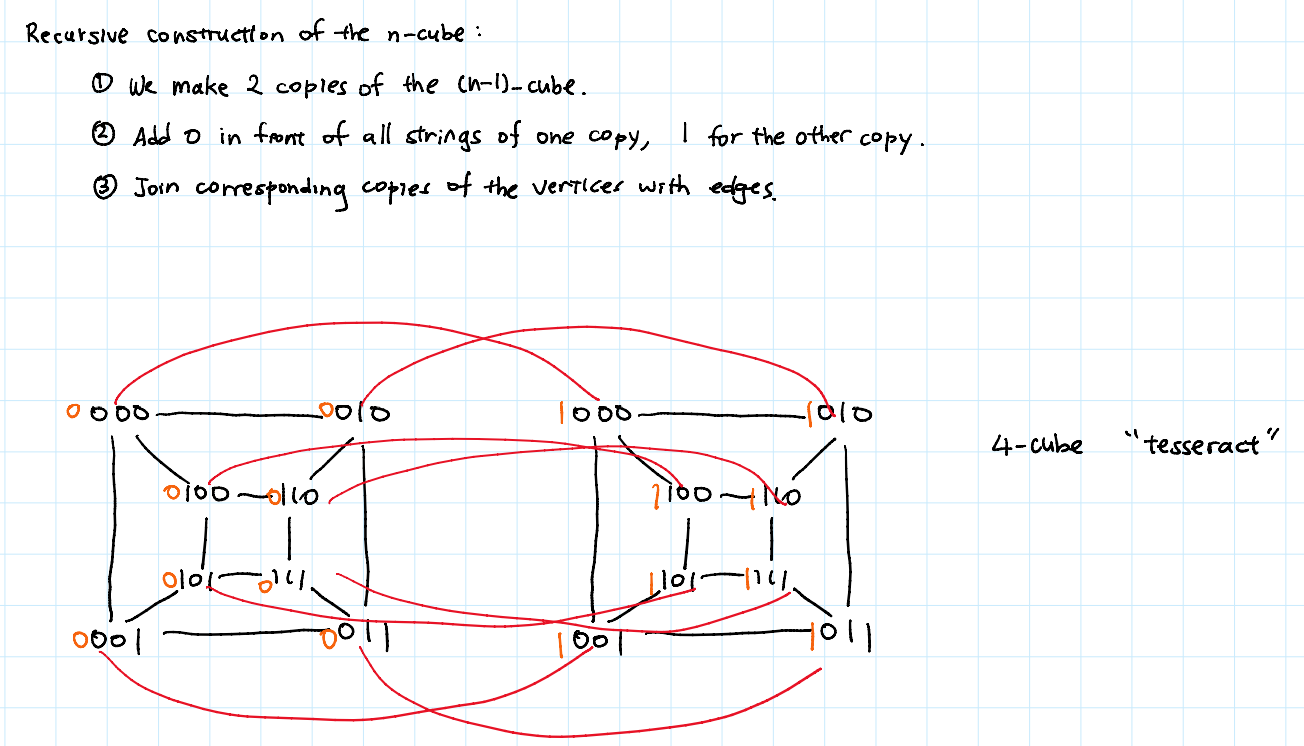 Recursive construction of the n-cube :
① We make 2 copies of the (n-1)-cube.
② Add 0 in front of all strings of one copy, 1 for the other copy.
③ Join corresponding copies of the vertices with edges.
0000 0010 1000 1010
4-cube "tesseract"
0100 0110 1100 1110
0101 0111 1101 1111
0001 0011 1001 1011